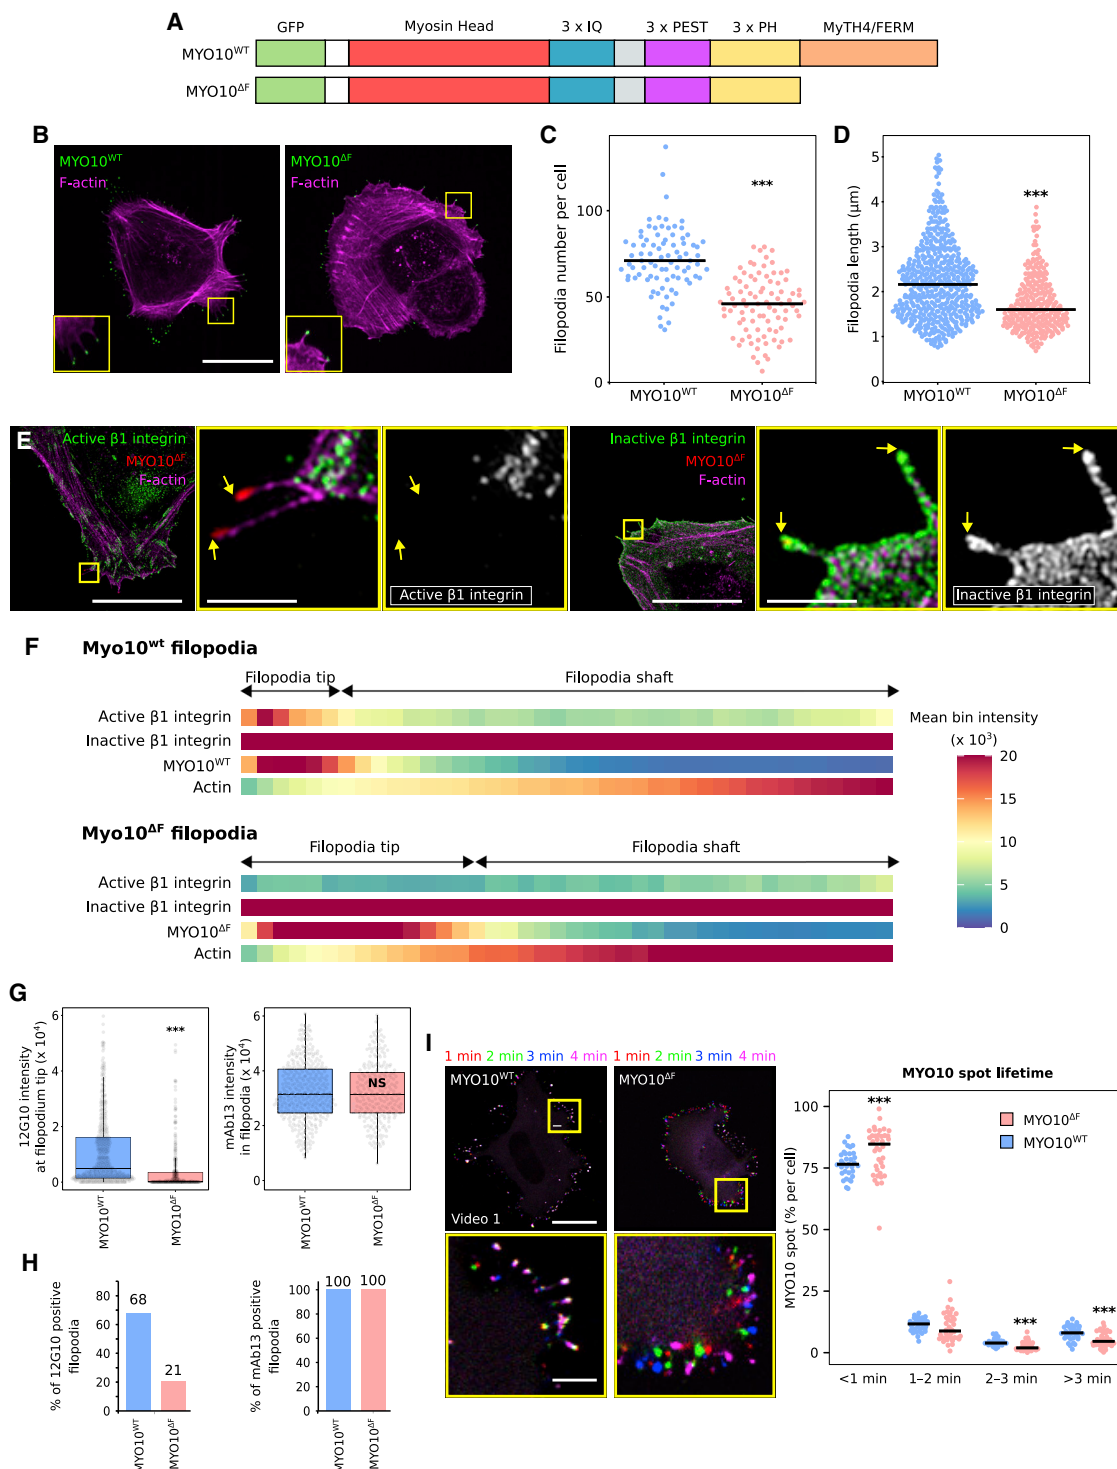 A
GFP
Myosin Head
3 x IQ
3 x PEST
3 x PH
MyTH4/FERM
MYO10WT
MYO10ΔF
B
MYO10WT
F-actin
MYO10ΔF
F-actin
C
Filopodia number per cell
100
50
0
***
MYO10WT
MYO10ΔF
D
Filopodia length (μm)
5
4
3
2
1
0
***
MYO10WT
MYO10ΔF
E
Active β1 integrin
MYO10ΔF
F-actin
Active β1 integrin
Inactive β1 integrin
MYO10ΔF
F-actin
Inactive β1 integrin
F
Myo10wt filopodia
Filopodia tip
Filopodia shaft
Active β1 integrin
Inactive β1 integrin
MYO10WT
Actin
Myo10ΔF filopodia
Filopodia tip
Filopodia shaft
Active β1 integrin
Inactive β1 integrin
MYO10ΔF
Actin
Mean bin intensity
(x 10³)
20
15
10
5
0
G
12G10 intensity
at filopodium tip (x 10⁴)
6
4
2
0
***
MYO10WT
MYO10ΔF
mAb13 intensity
in filopodia (x 10⁴)
6
4
2
0
NS
MYO10WT
MYO10ΔF
H
% of 12G10 positive
filopodia
80
60
40
20
0
68
21
MYO10WT
MYO10ΔF
% of mAb13 positive
filopodia
100
80
60
40
20
0
100
100
MYO10WT
MYO10ΔF
I
1 min 2 min 3 min 4 min 1 min 2 min 3 min 4 min
MYO10WT
MYO10ΔF
Video 1
MYO10 spot lifetime
MYO10 spot (% per cell)
100
75
50
25
0
***
***
***
MYO10ΔF
MYO10WT
<1 min
1–2 min
2–3 min
>3 min